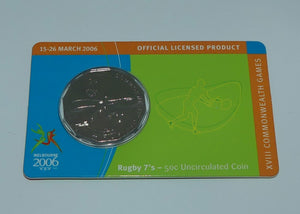 15-26 MARCH 2006
OFFICIAL LICENSED PRODUCT
XVIII COMMONWEALTH GAMES
MELBOURNE
2006
Rugby 7's – 50c Uncirculated Coin